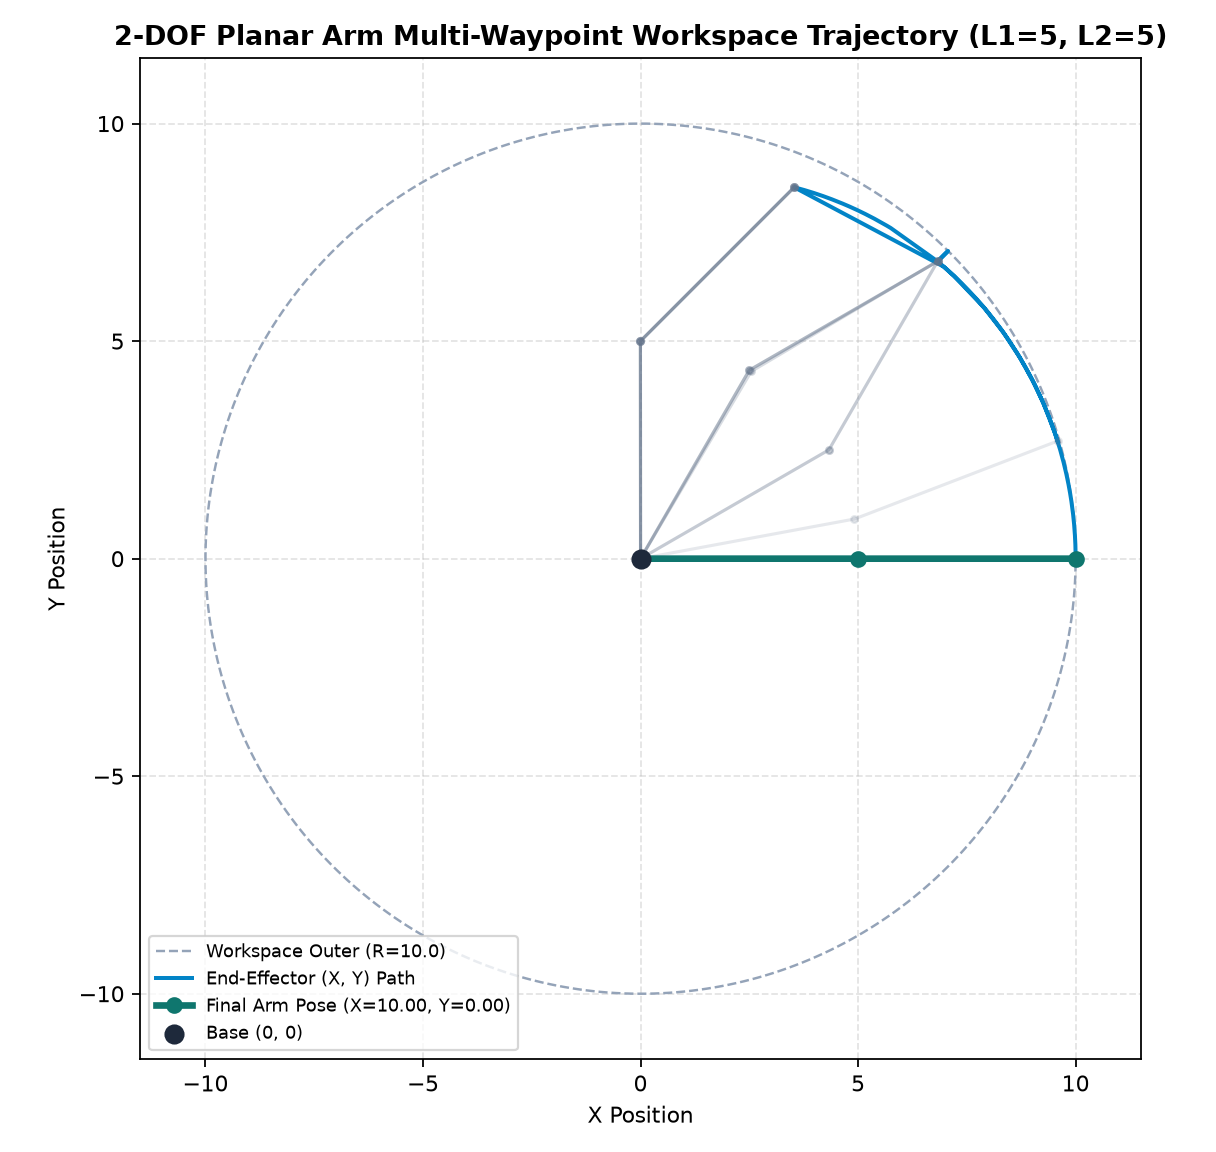 2-DOF Planar Arm Multi-Waypoint Workspace Trajectory (L1=5, L2=5)
10
5
0
−5
−10
Y Position
−10
−5
0
5
10
X Position
Workspace Outer (R=10.0)
End-Effector (X, Y) Path
Final Arm Pose (X=10.00, Y=0.00)
Base (0, 0)